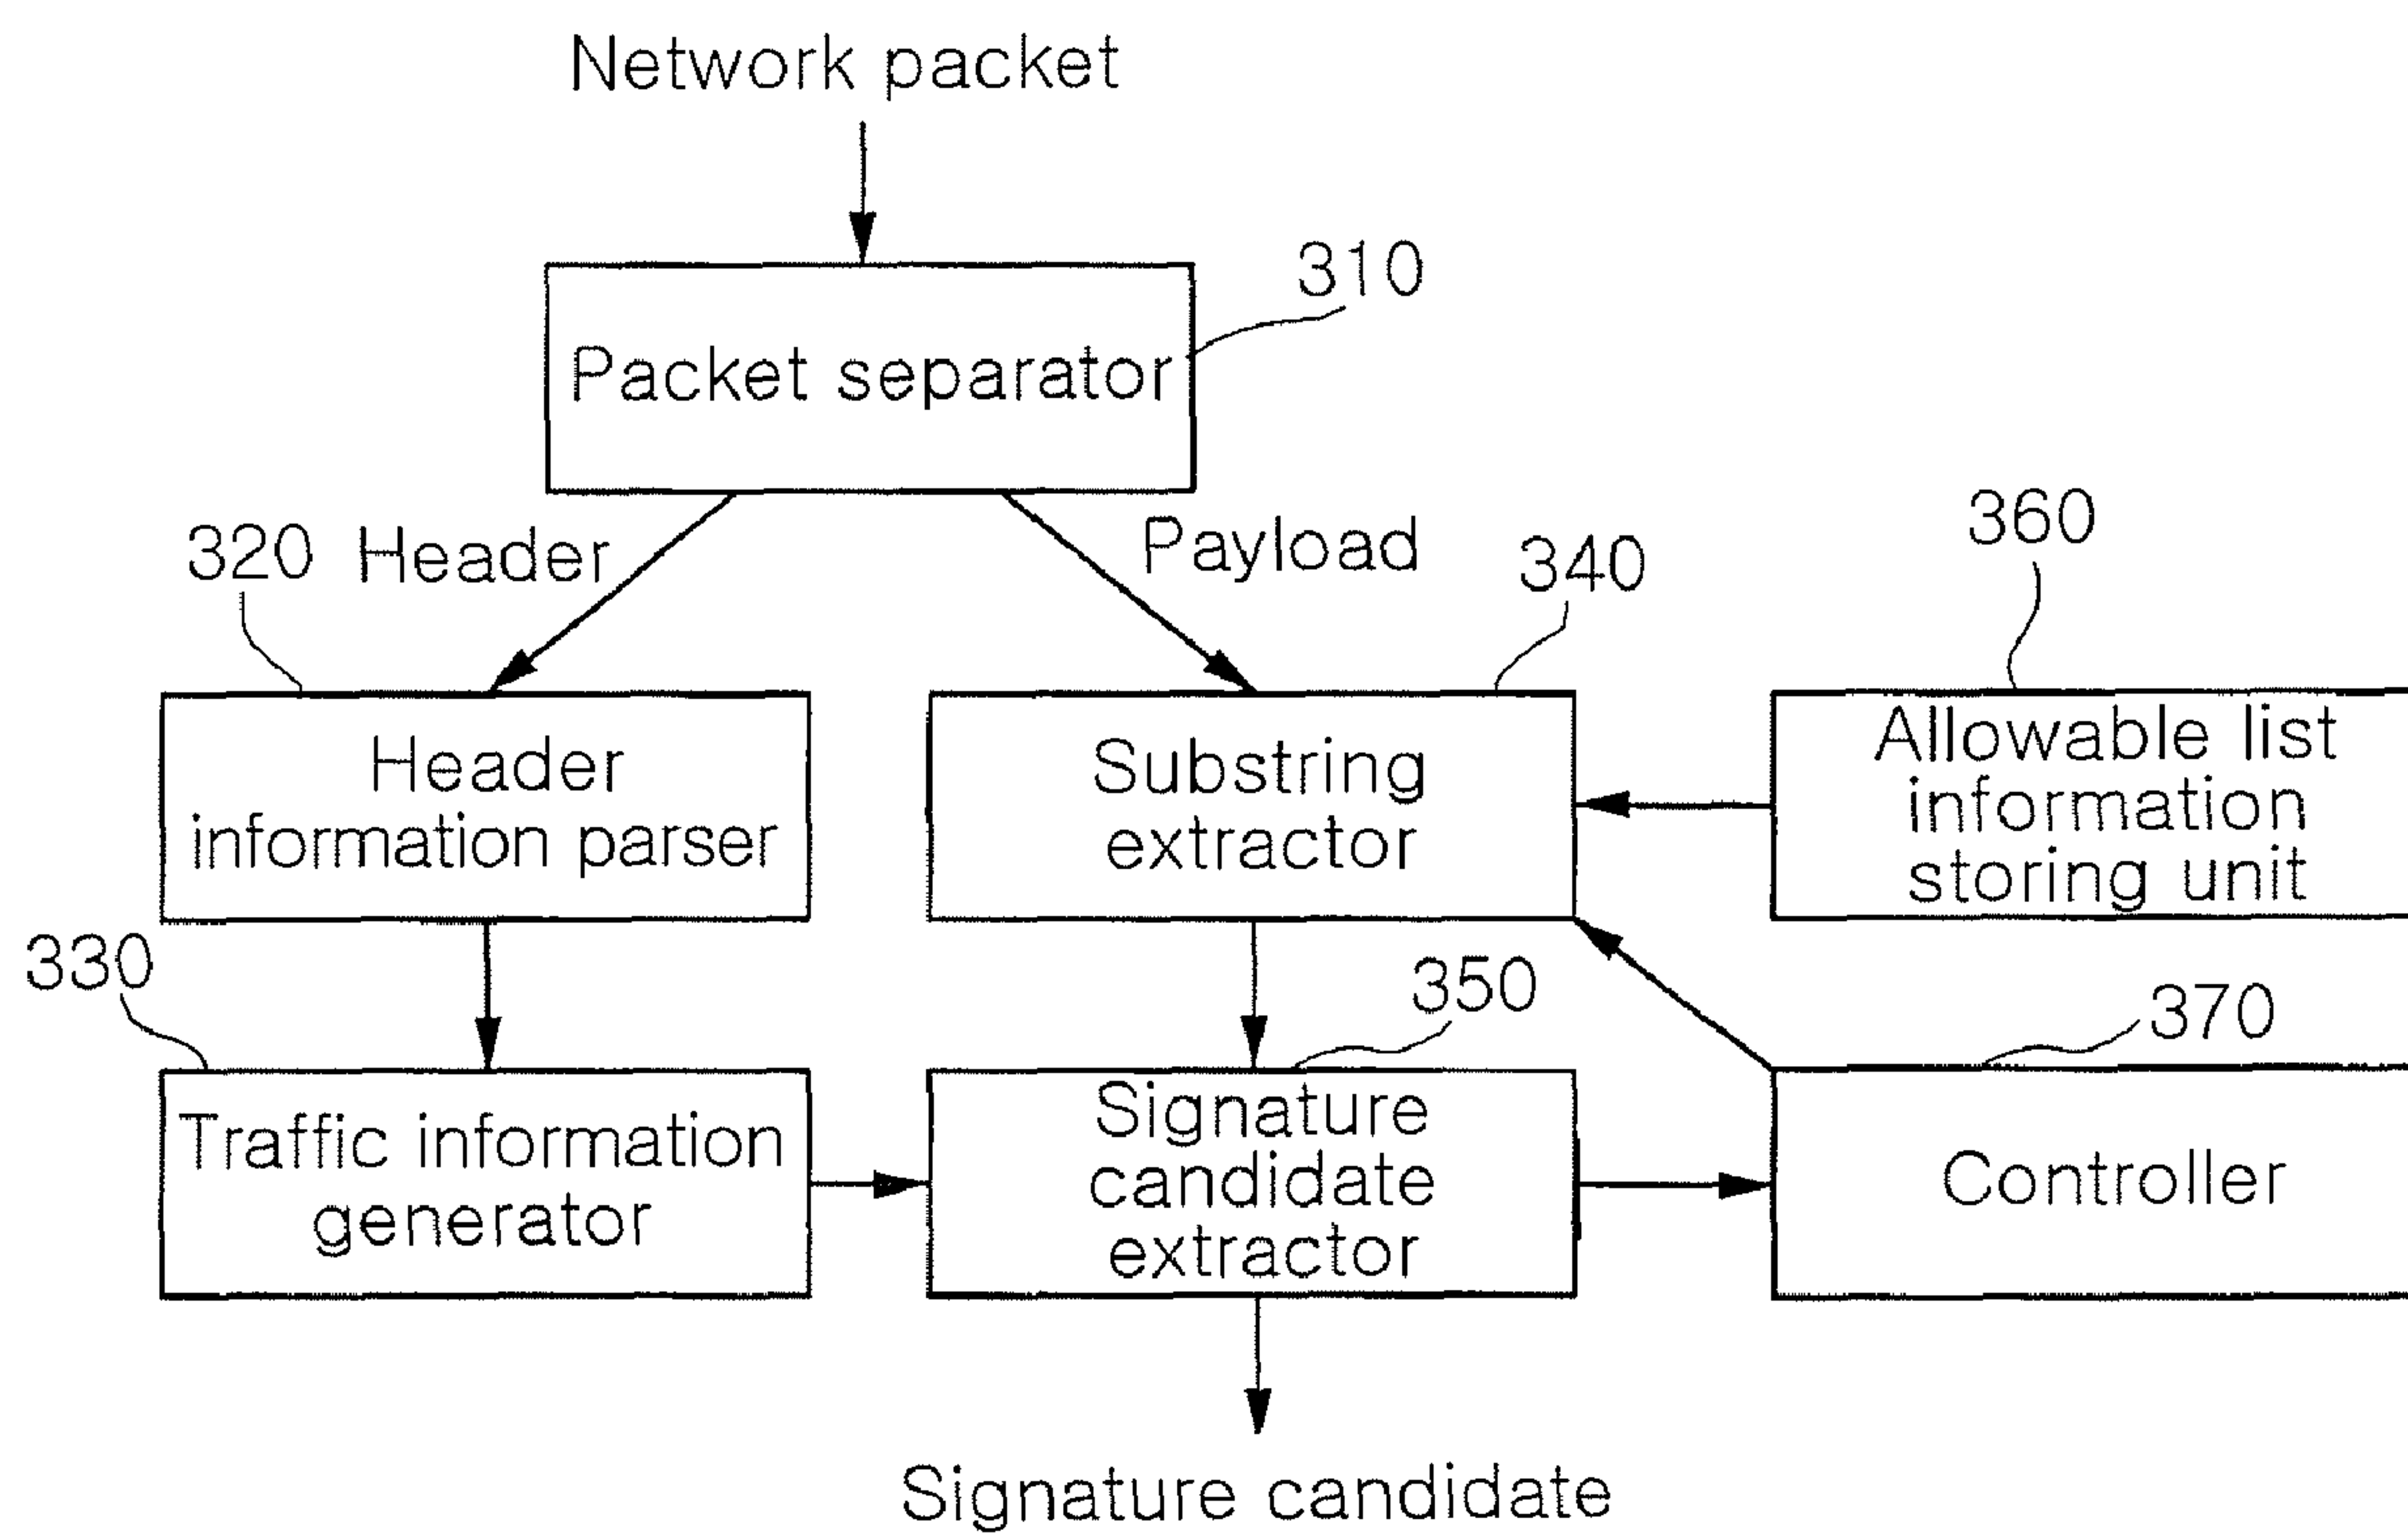 Network packet
310
Packet separator
320 Header
Payload
340
360
Header
information parser
Substring
extractor
Allowable list
information
storing unit
330
350
370
Traffic information
generator
Signature
candidate
extractor
Controller
Signature candidate